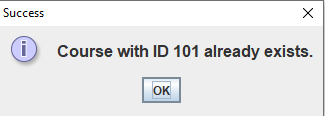 Success
Course with ID 101 already exists.
OK